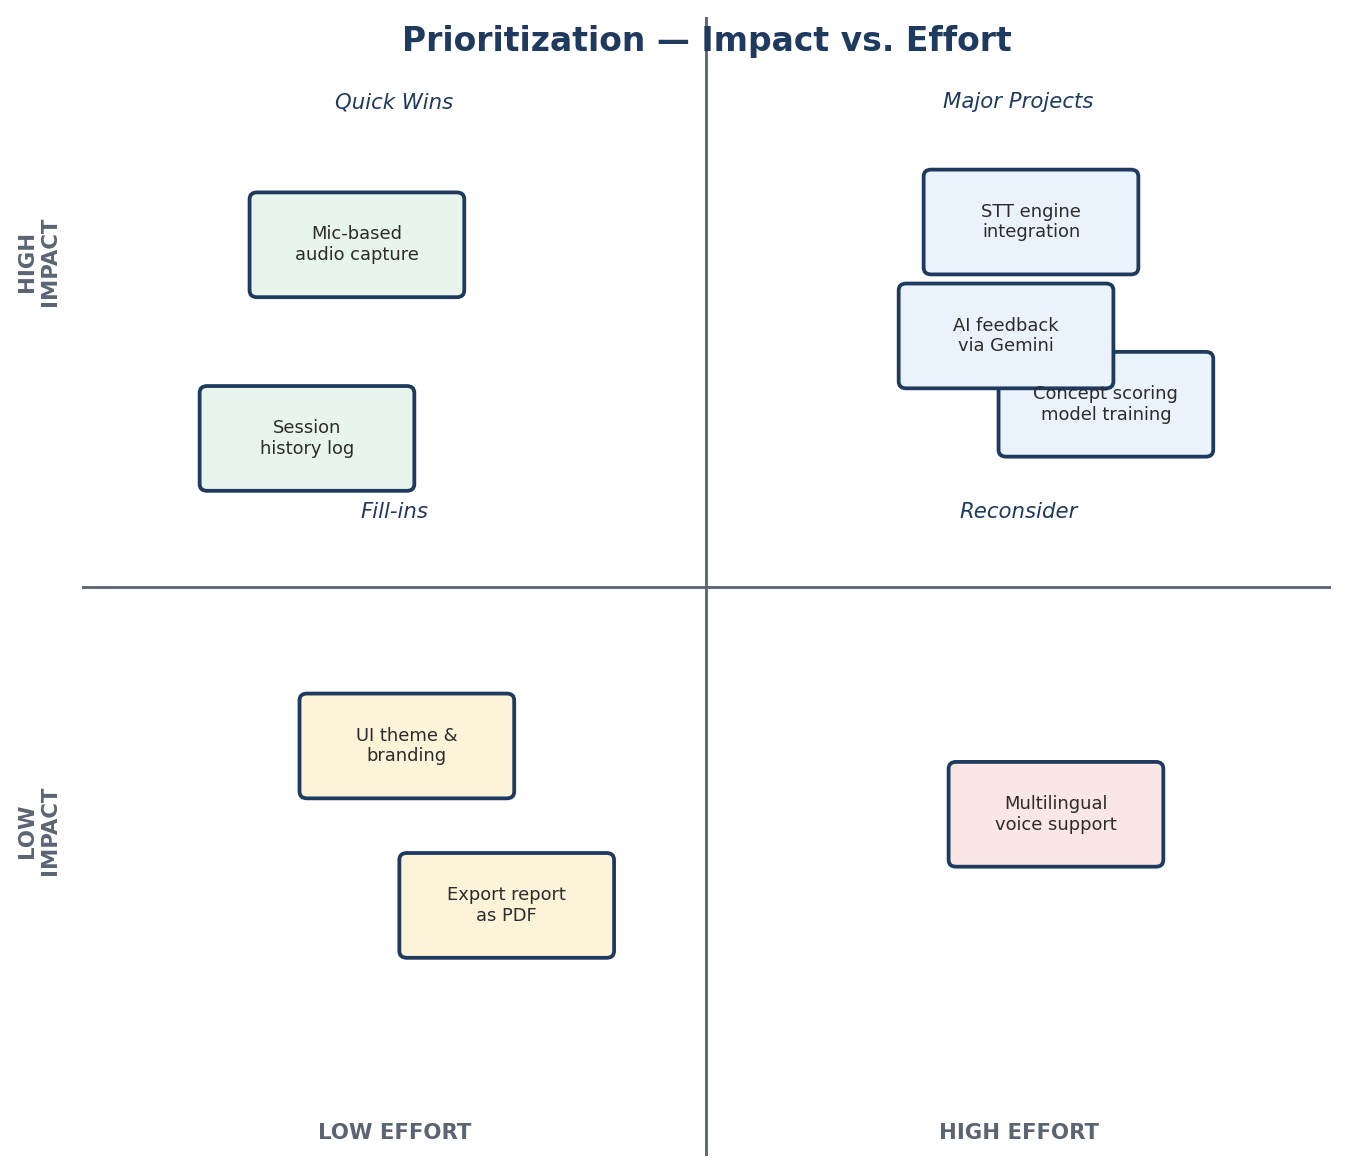 Prioritization — Impact vs. Effort
Quick Wins
Major Projects
HIGH
IMPACT
Mic-based
audio capture
STT engine
integration
AI feedback
via Gemini
Concept scoring
model training
Session
history log
Fill-ins
Reconsider
LOW
IMPACT
UI theme &
branding
Multilingual
voice support
Export report
as PDF
LOW EFFORT
HIGH EFFORT